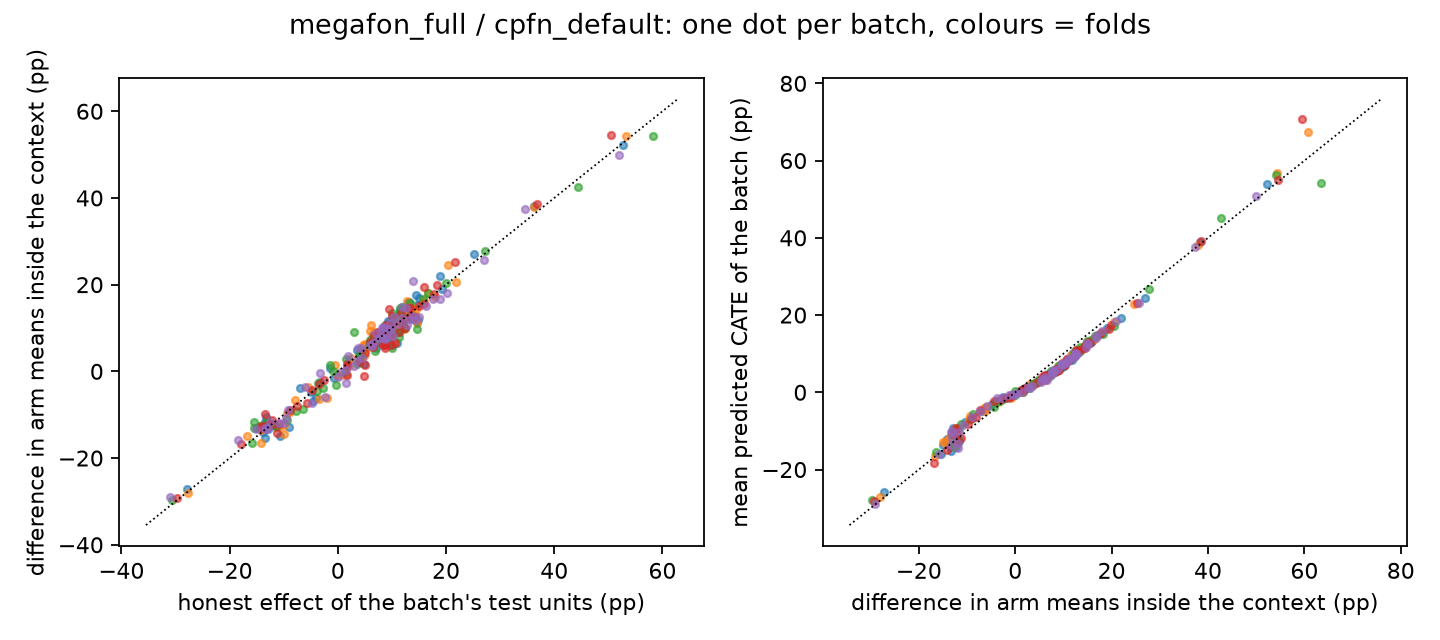 megafon_full / cpfn_default: one dot per batch, colours = folds
difference in arm means inside the context (pp)
60
40
20
0
−20
−40
−40 −20 0 20 40 60
honest effect of the batch's test units (pp)
mean predicted CATE of the batch (pp)
80
60
40
20
0
−20
−20 0 20 40 60 80
difference in arm means inside the context (pp)